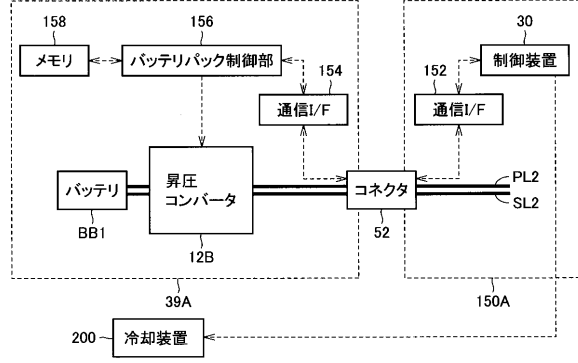 158
156
30
メモリ
バッテリパック制御部
制御装置
154
152
通信I/F
通信I/F
バッテリ
昇圧
コンバータ
コネクタ
PL2
SL2
BB1
12B
52
39A
150A
200
冷却装置